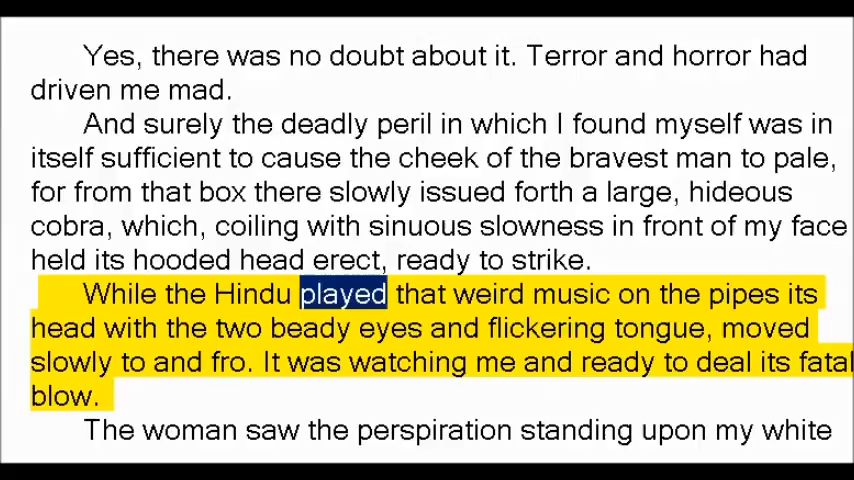 Yes, there was no doubt about it. Terror and horror had
driven me mad.
And surely the deadly peril in which I found myself was in
itself sufficient to cause the cheek of the bravest man to pale,
for from that box there slowly issued forth a large, hideous
cobra, which, coiling with sinuous slowness in front of my face
held its hooded head erect, ready to strike.
While the Hindu played that weird music on the pipes its
head with the two beady eyes and flickering tongue, moved
slowly to and fro. It was watching me and ready to deal its fatal
blow.
The woman saw the perspiration standing upon my white